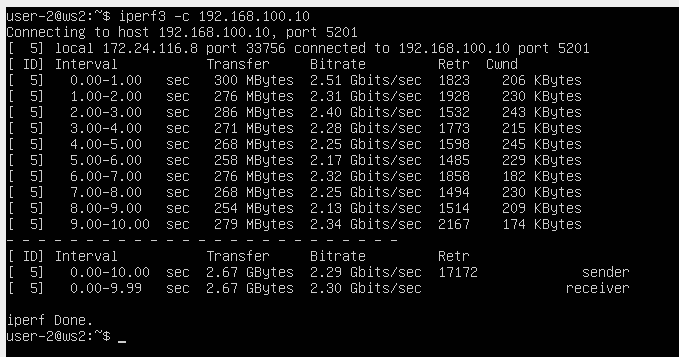 user-2@ws2:~$ iperf3 -c 192.168.100.10
Connecting to host 192.168.100.10, port 5201
[  5] local 172.24.116.8 port 33756 connected to 192.168.100.10 port 5201
[ ID] Interval           Transfer     Bitrate         Retr  Cwnd
[  5]   0.00-1.00   sec   300 MBytes  2.51 Gbits/sec  1823    206 KBytes
[  5]   1.00-2.00   sec   276 MBytes  2.31 Gbits/sec  1928    230 KBytes
[  5]   2.00-3.00   sec   286 MBytes  2.40 Gbits/sec  1532    243 KBytes
[  5]   3.00-4.00   sec   271 MBytes  2.28 Gbits/sec  1773    215 KBytes
[  5]   4.00-5.00   sec   268 MBytes  2.25 Gbits/sec  1598    245 KBytes
[  5]   5.00-6.00   sec   258 MBytes  2.17 Gbits/sec  1485    229 KBytes
[  5]   6.00-7.00   sec   276 MBytes  2.32 Gbits/sec  1858    182 KBytes
[  5]   7.00-8.00   sec   268 MBytes  2.25 Gbits/sec  1494    230 KBytes
[  5]   8.00-9.00   sec   254 MBytes  2.13 Gbits/sec  1514    209 KBytes
[  5]   9.00-10.00  sec   279 MBytes  2.34 Gbits/sec  2167    174 KBytes
- - - - - - - - - - - - - - - - - - - - - - - - -
[ ID] Interval           Transfer     Bitrate         Retr
[  5]   0.00-10.00  sec  2.67 GBytes  2.29 Gbits/sec  17172             sender
[  5]   0.00-9.99   sec  2.67 GBytes  2.30 Gbits/sec                  receiver
iperf Done.
user-2@ws2:~$ _